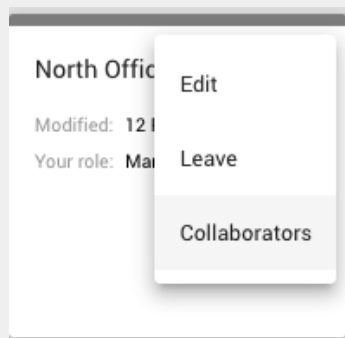 North Offic
Modified: 12
Your role: Ma
Edit
Leave
Collaborators